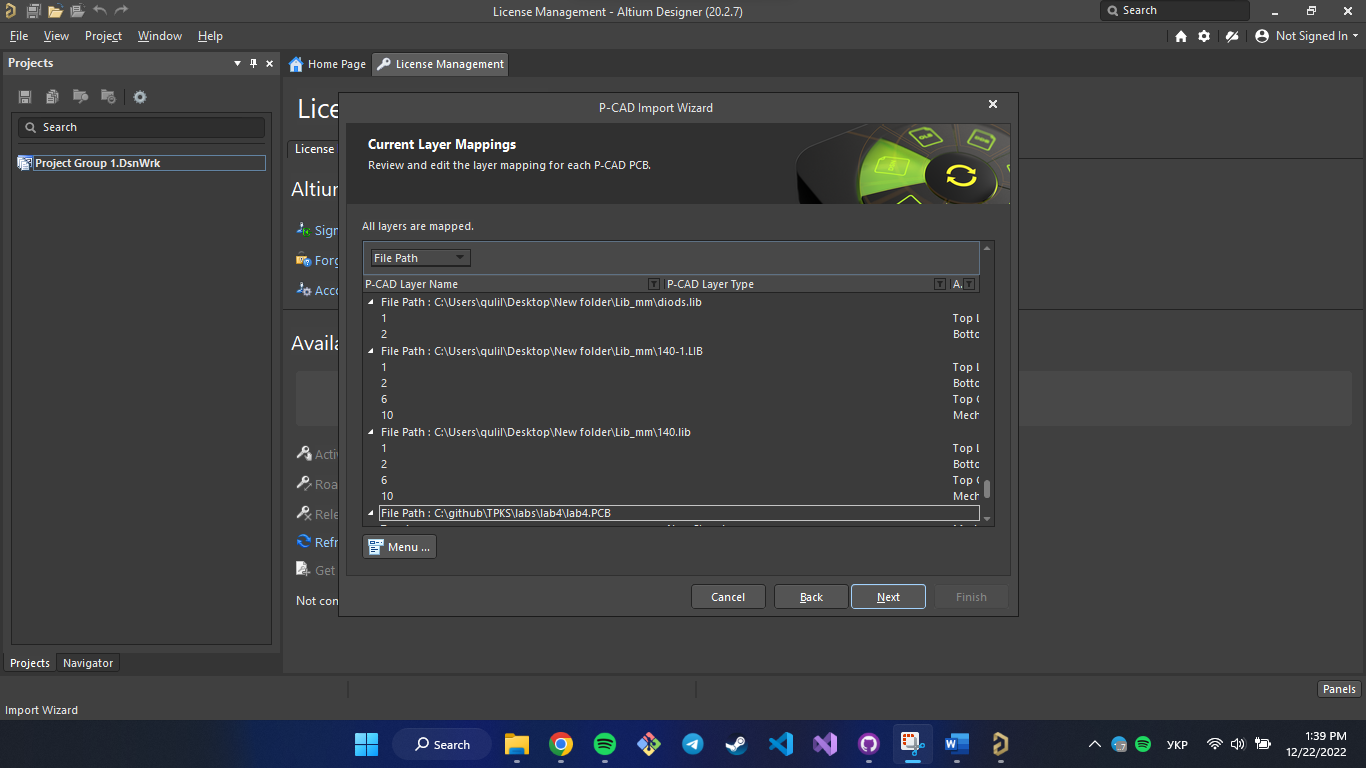 License Management - Altium Designer (20.2.7)
Search
File View Project Window Help
Not Signed In
Projects
Home Page
License Management
Search
Project Group 1.DsnWrk
Lice
License
Altiun
Sign
Forg
Acco
Availa
Activ
Roa
Rele
Refr
Get
Not con
P-CAD Import Wizard
Current Layer Mappings
Review and edit the layer mapping for each P-CAD PCB.
All layers are mapped.
File Path
P-CAD Layer Name P-CAD Layer Type A.
File Path : C:\Users\qulil\Desktop\New folder\Lib_mm\diods.lib
1 Top L
2 Botto
File Path : C:\Users\qulil\Desktop\New folder\Lib_mm\140-1.LIB
1 Top L
2 Botto
6 Top O
10 Mech
File Path : C:\Users\qulil\Desktop\New folder\Lib_mm\140.lib
1 Top L
2 Botto
6 Top O
10 Mech
File Path : C:\github\TPKS\labs\lab4\lab4.PCB
Menu ...
Cancel Back Next Finish
Projects Navigator
Panels
Import Wizard
Search
УКР
1:39 PM
12/22/2022